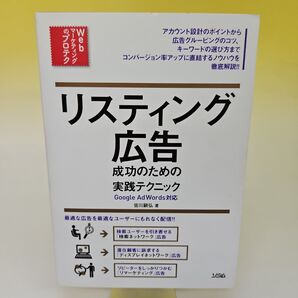 Web
マーケティング
のプロテク
アカウント設計のポイントから
広告グルーピングのコツ、
キーワードの選び方まで
コンバージョン率アップに直結するノウハウを
徹底解説!!
リスティング
広告
成功のための
実践テクニック
Google AdWords対応
佐川顕弘 著
最適な広告を最適なユーザーにもれなく配信!!
検索ユーザーを引き寄せる
「検索ネットワーク」広告
潜在顧客に訴求する
「ディスプレイネットワーク」広告
リピーターをしっかりつかむ
「リマーケティング」広告
ソシム